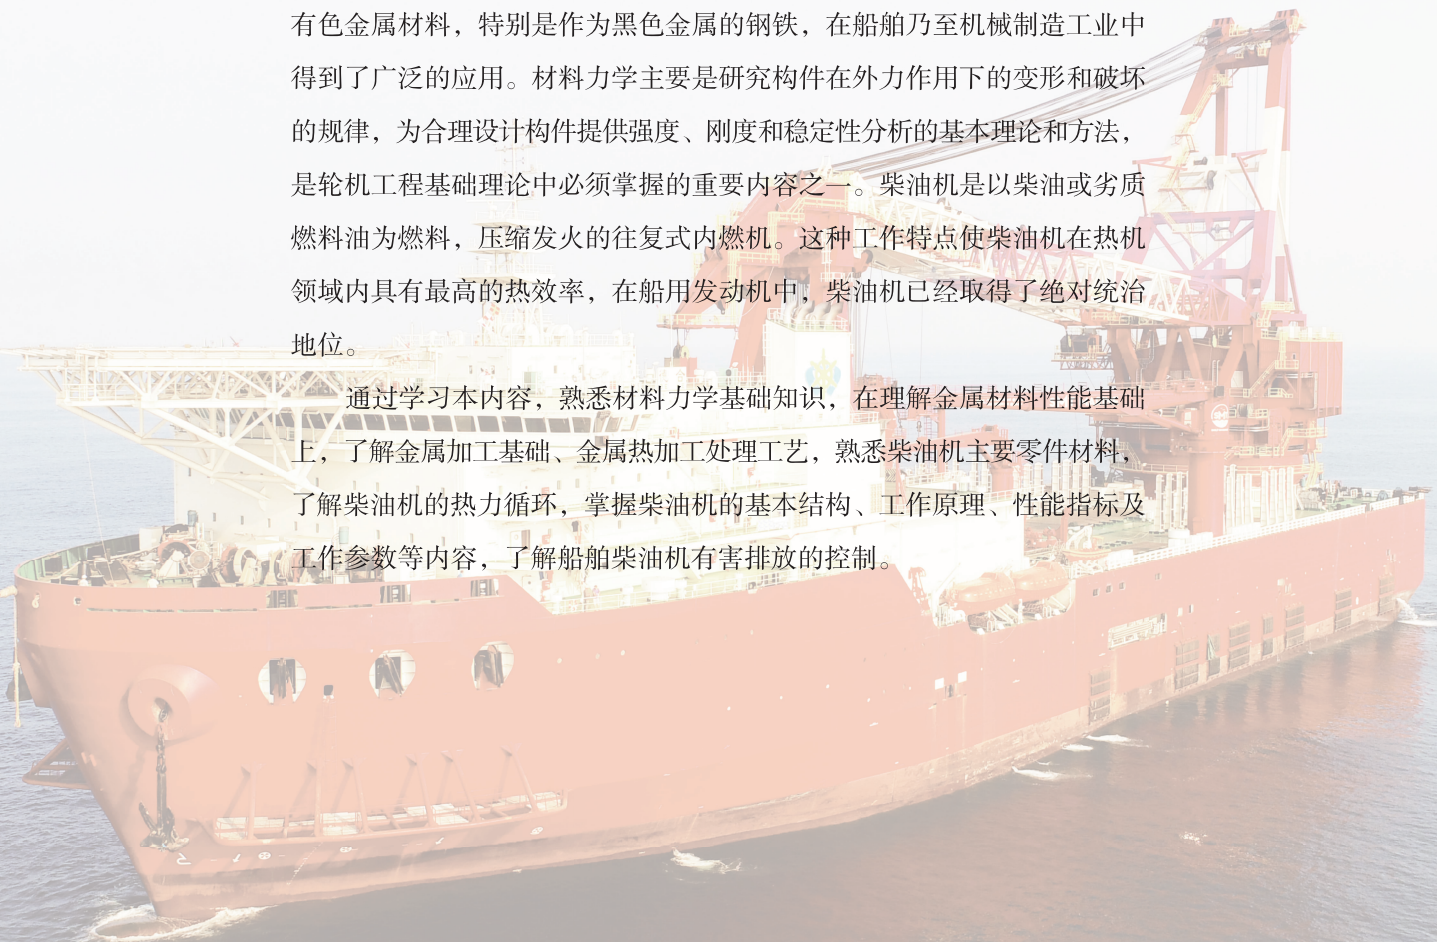 有色金属材料，特别是作为黑色金属的钢铁，在船舶乃至机械制造工业中
得到了广泛的应用。材料力学主要是研究构件在外力作用下的变形和破坏
的规律，为合理设计构件提供强度、刚度和稳定性分析的基本理论和方法，
是轮机工程基础理论中必须掌握的重要内容之一。柴油机是以柴油或劣质
燃料油为燃料，压缩发火的往复式内燃机。这种工作特点使柴油机在热机
领域内具有最高的热效率，在船用发动机中，柴油机已经取得了绝对统治
地位。
通过学习本内容，熟悉材料力学基础知识，在理解金属材料性能基础
上，了解金属加工基础、金属热加工处理工艺，熟悉柴油机主要零件材料，
了解柴油机的热力循环，掌握柴油机的基本结构、工作原理、性能指标及
工作参数等内容，了解船舶柴油机有害排放的控制。